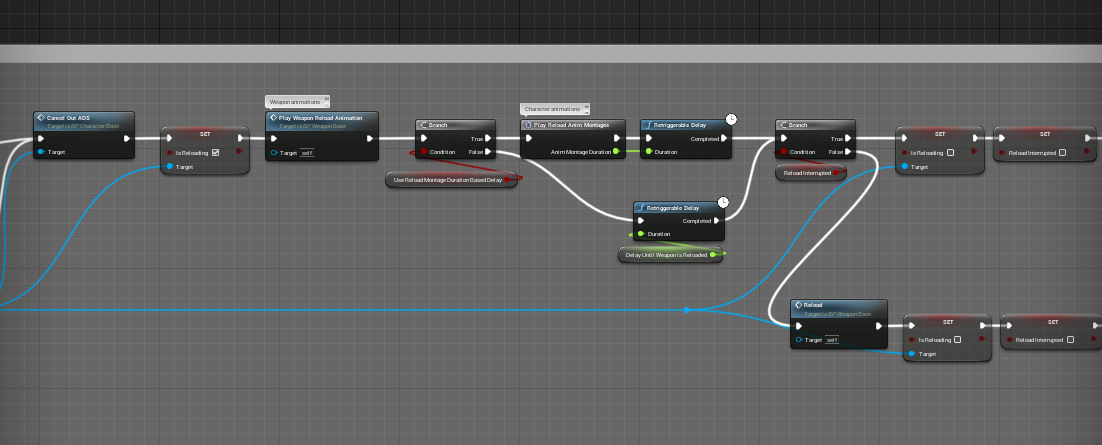 Weapon animations
Character animations
Cancel Out ADS
Target is BP Character Base
Target
SET
Is Reloading
Target
Play Weapon Reload Animation
Target is BP Weapon Base
Target self
Branch
True
Condition False
Use Reload Montage Duration Based Delay
Play Reload Anim Montages
Anim Montage Duration
Retriggerable Delay
Completed
Duration
Retriggerable Delay
Completed
Duration
Delay Until Weapon is Reloaded
Branch
True
Condition False
Reload Interrupted
SET
Is Reloading
Target
SET
Reload Interrupted
Reload
Target is BP Weapon Base
Target self
SET
Is Reloading
Target
SET
Reload Interrupted